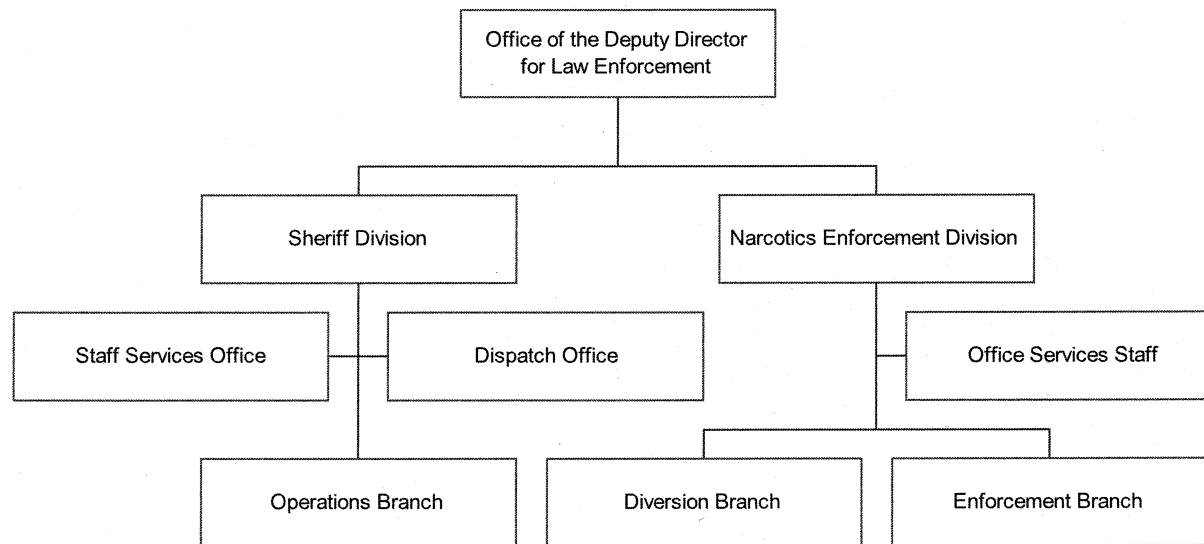 Office of the Deputy Director
for Law Enforcement
Sheriff Division
Narcotics Enforcement Division
Staff Services Office
Dispatch Office
Office Services Staff
Operations Branch
Diversion Branch
Enforcement Branch